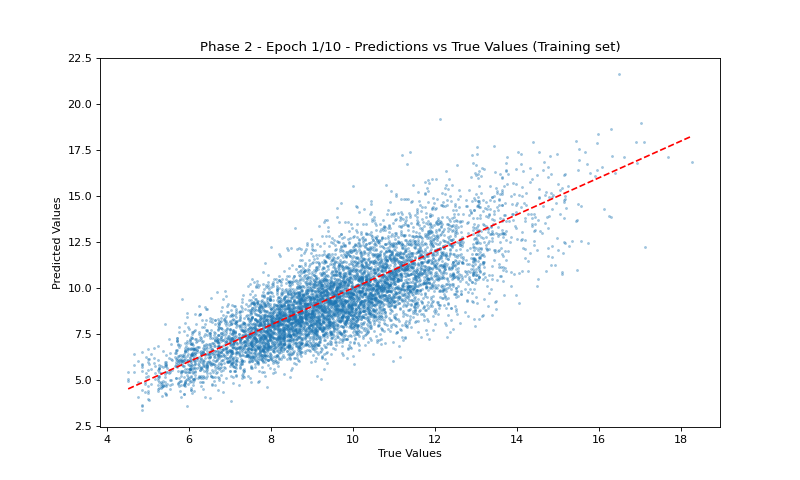 Phase 2 - Epoch 1/10 - Predictions vs True Values (Training set)
22.5
20.0
17.5
15.0
12.5
10.0
7.5
5.0
2.5
Predicted Values
4 6 8 10 12 14 16 18
True Values